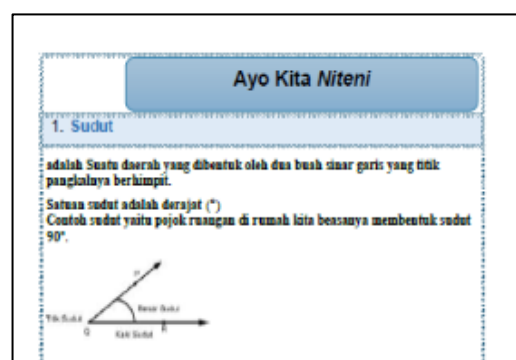 Ayo Kita Niteni
1. Sudut
adalah Suatu daerah yang dibentuk oleh dua buah sinar garis yang titik
pangkalnya berhimpit.
Satuan sudut adalah derajat (°)
Contoh sudut yaitu pojok ruangan di rumah kita beasanya membentuk sudut
90°.
Besar Sudut
Titik Sudut
Kaki Sudut